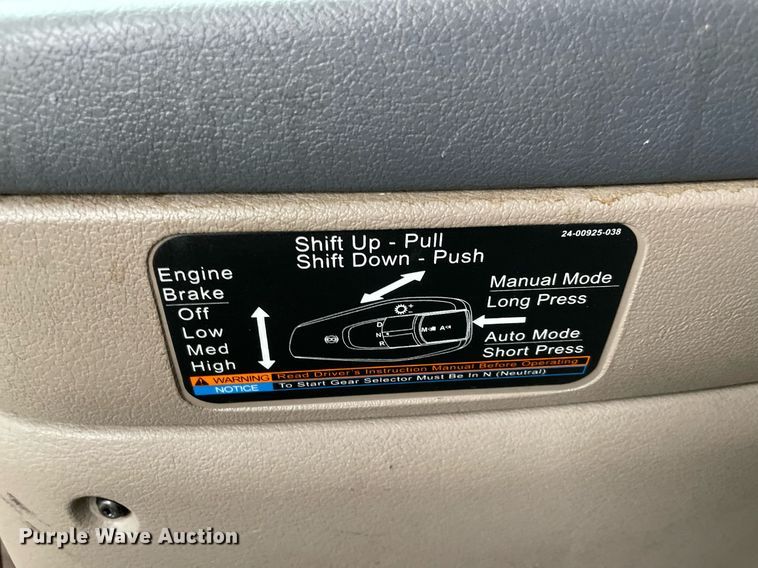 24-00925-038
Shift Up - Pull
Shift Down - Push
Engine
Brake
Off
Low
Med
High
Manual Mode
Long Press
Auto Mode
Short Press
D
N
R
+
-
M
A
WARNING Read Driver's Instruction Manual Before Operating
NOTICE To Start Gear Selector Must Be In N (Neutral)
Purple Wave Auction